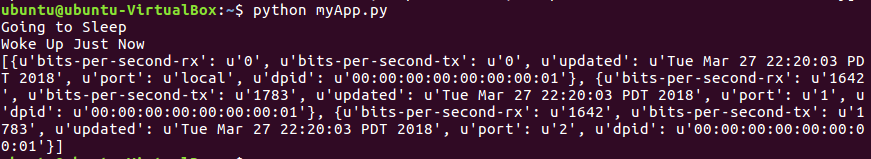 ubuntu@ubuntu-VirtualBox:~$ python myApp.py
Going to Sleep
Woke Up Just Now
[{u'bits-per-second-rx': u'0', u'bits-per-second-tx': u'0', u'updated': u'Tue Mar 27 22:20:03 PD
T 2018', u'port': u'local', u'dpid': u'00:00:00:00:00:00:00:01'}, {u'bits-per-second-rx': u'1642
', u'bits-per-second-tx': u'1783', u'updated': u'Tue Mar 27 22:20:03 PDT 2018', u'port': u'1', u
'dpid': u'00:00:00:00:00:00:00:01'}, {u'bits-per-second-rx': u'1642', u'bits-per-second-tx': u'1
783', u'updated': u'Tue Mar 27 22:20:03 PDT 2018', u'port': u'2', u'dpid': u'00:00:00:00:00:00:0
0:01'}]